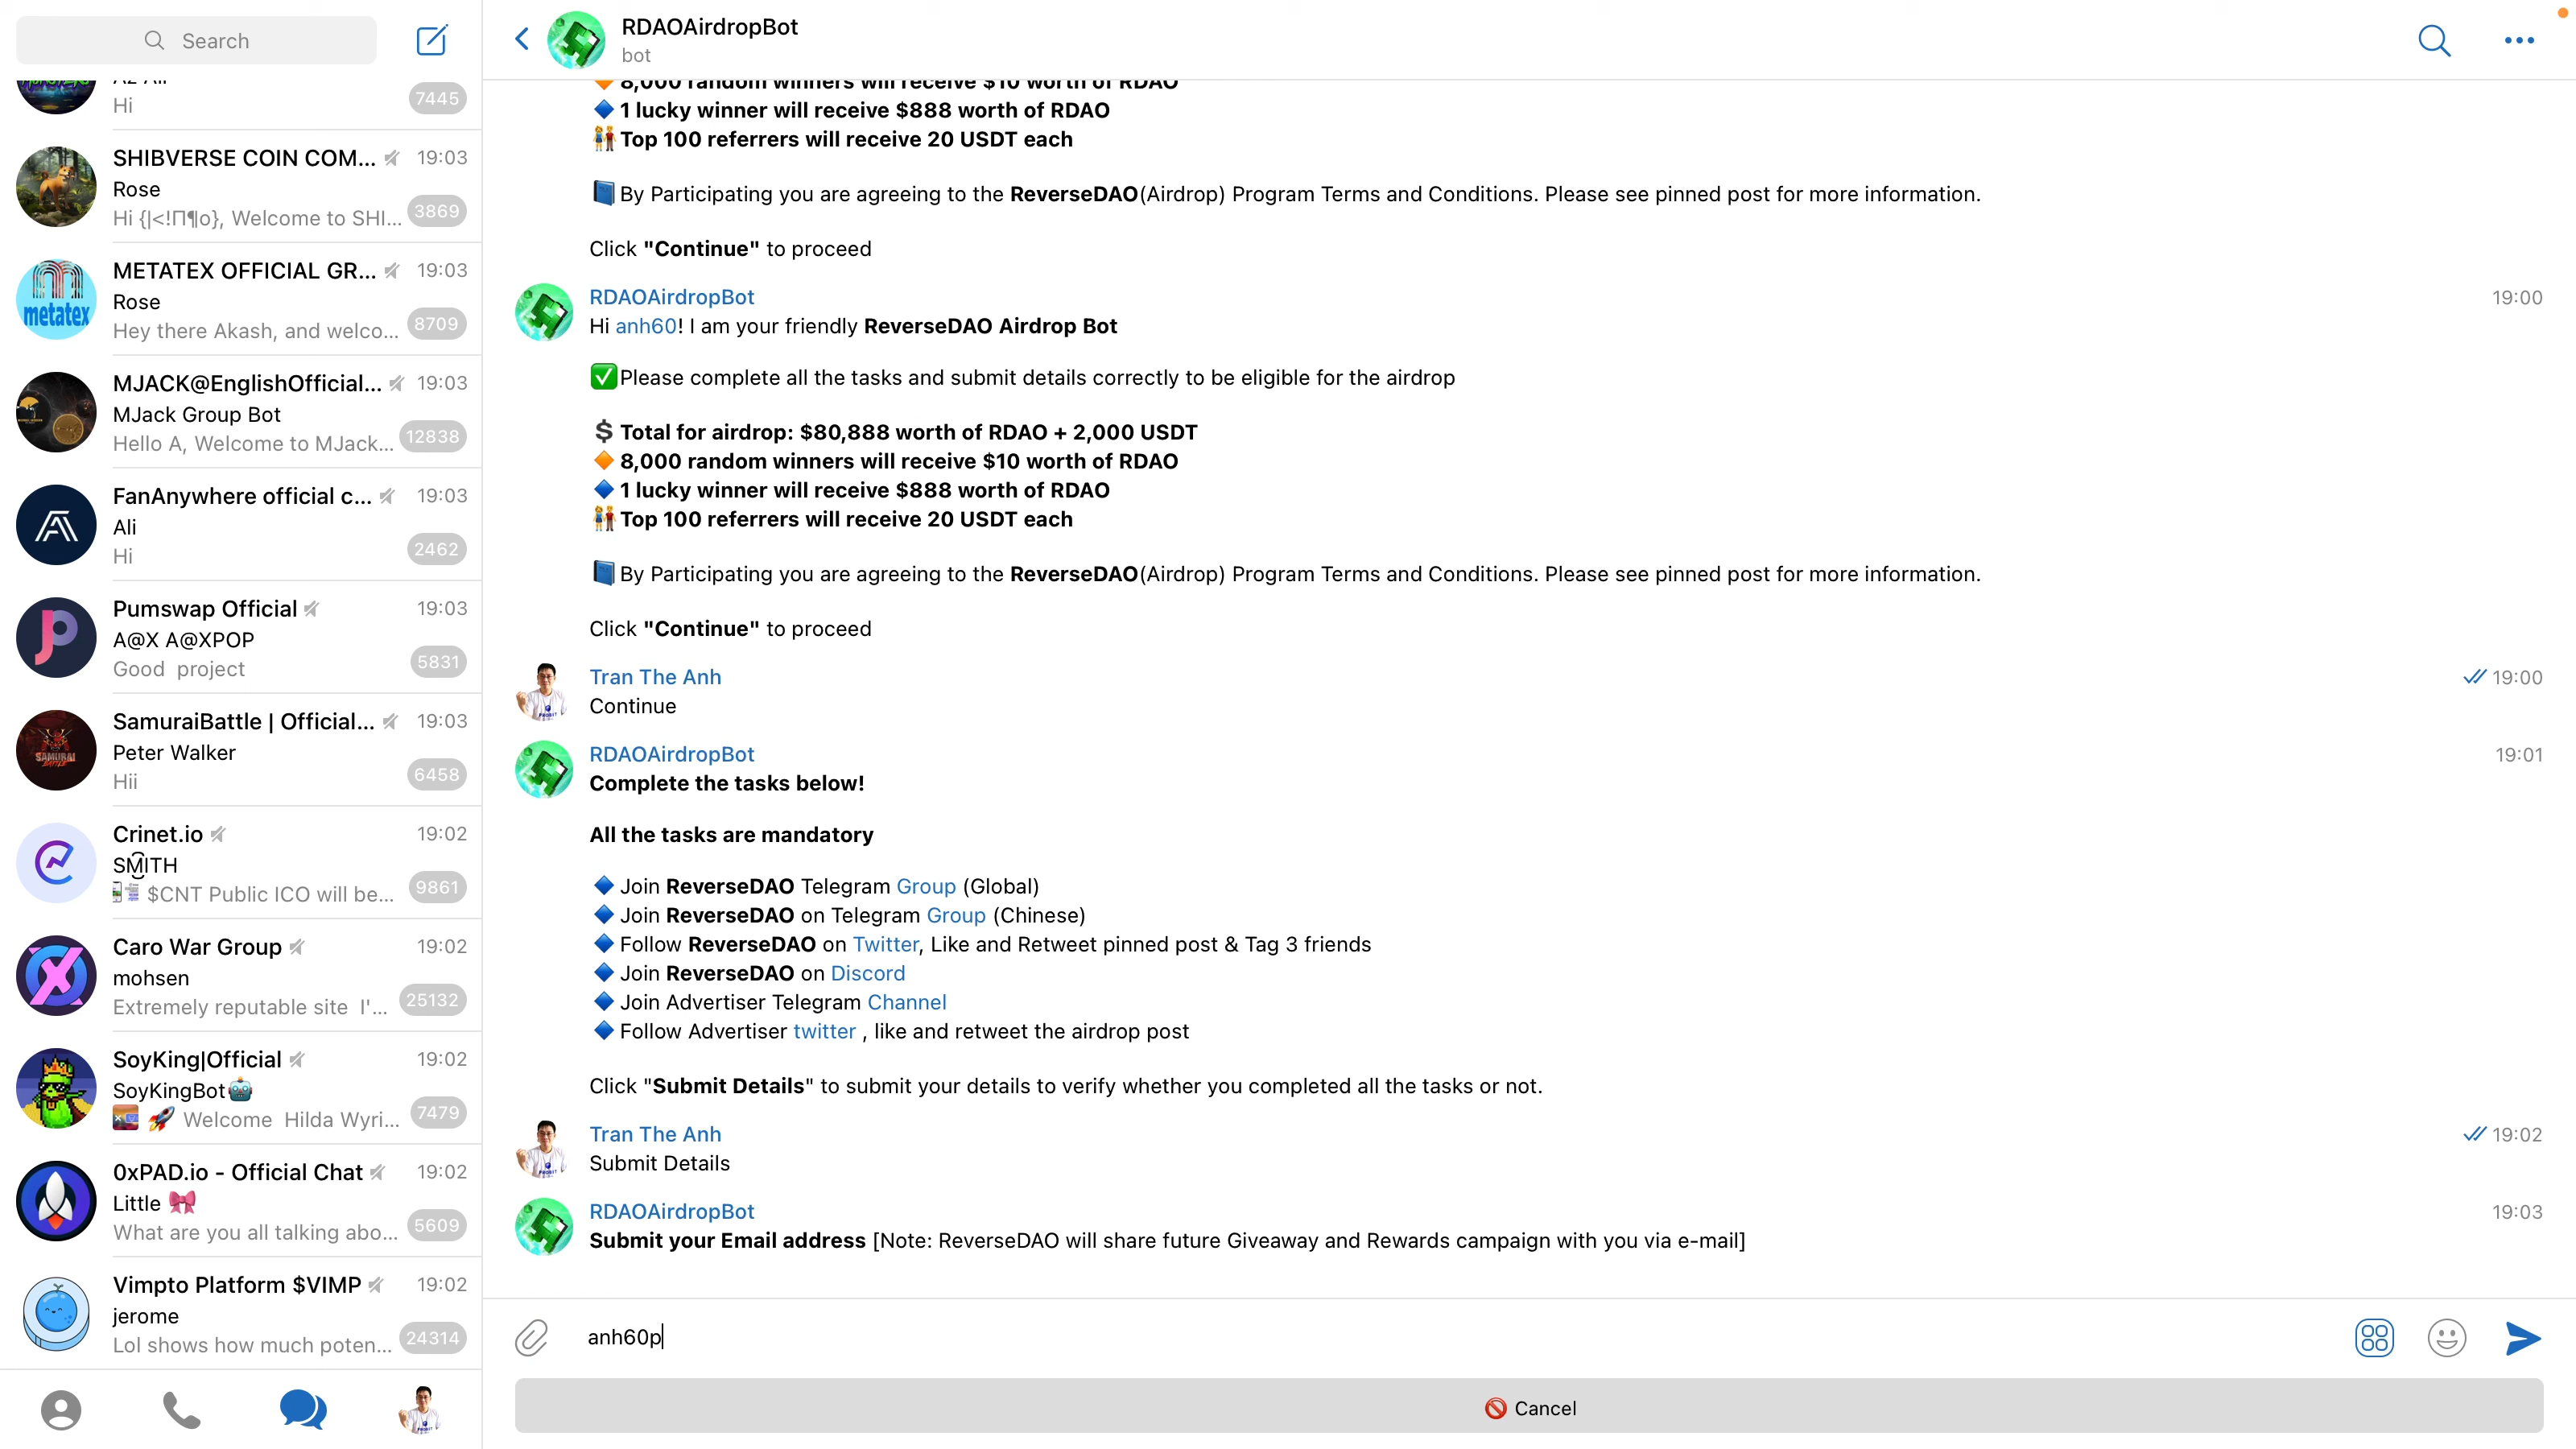 Search
Hi
7445
SHIBVERSE COIN COM... 19:03
Rose
Hi {|<!П¶o}, Welcome to SHI... 3869
METATEX OFFICIAL GR... 19:03
Rose
Hey there Akash, and welco... 8709
metatex
MJACK@EnglishOfficial... 19:03
MJack Group Bot
Hello A, Welcome to MJack... 12838
FanAnywhere official c... 19:03
Ali
Hi
2462
Pumswap Official 19:03
A@X A@XPOP
Good project
5831
SamuraiBattle | Official... 19:03
Peter Walker
Hii
6458
SAMURAI
BATTLE
Crinet.io 19:02
SMITH
$CNT Public ICO will be... 9861
Caro War Group 19:02
mohsen
Extremely reputable site I'... 25132
SoyKing|Official 19:02
SoyKingBot🤖
🚀 Welcome Hilda Wyri... 7479
0xPAD.io - Official Chat 19:02
Little 🎀
What are you all talking abo... 5609
Vimpto Platform $VIMP 19:02
jerome
Lol shows how much poten... 24314
RDAOAirdropBot
bot
🔶 8,000 random winners will receive $10 worth of RDAO
🔷 1 lucky winner will receive $888 worth of RDAO
👫 Top 100 referrers will receive 20 USDT each
📘 By Participating you are agreeing to the ReverseDAO(Airdrop) Program Terms and Conditions. Please see pinned post for more information.
Click "Continue" to proceed
RDAOAirdropBot 19:00
Hi anh60! I am your friendly ReverseDAO Airdrop Bot
✅Please complete all the tasks and submit details correctly to be eligible for the airdrop
💲 Total for airdrop: $80,888 worth of RDAO + 2,000 USDT
🔶 8,000 random winners will receive $10 worth of RDAO
🔷 1 lucky winner will receive $888 worth of RDAO
👫 Top 100 referrers will receive 20 USDT each
📘 By Participating you are agreeing to the ReverseDAO(Airdrop) Program Terms and Conditions. Please see pinned post for more information.
Click "Continue" to proceed
Tran The Anh 19:00
Continue
RDAOAirdropBot 19:01
Complete the tasks below!
All the tasks are mandatory
🔷 Join ReverseDAO Telegram Group (Global)
🔷 Join ReverseDAO on Telegram Group (Chinese)
🔷 Follow ReverseDAO on Twitter, Like and Retweet pinned post & Tag 3 friends
🔷 Join ReverseDAO on Discord
🔷 Join Advertiser Telegram Channel
🔷 Follow Advertiser twitter , like and retweet the airdrop post
Click "Submit Details" to submit your details to verify whether you completed all the tasks or not.
Tran The Anh 19:02
Submit Details
RDAOAirdropBot 19:03
Submit your Email address [Note: ReverseDAO will share future Giveaway and Rewards campaign with you via e-mail]
anh60p
🚫 Cancel